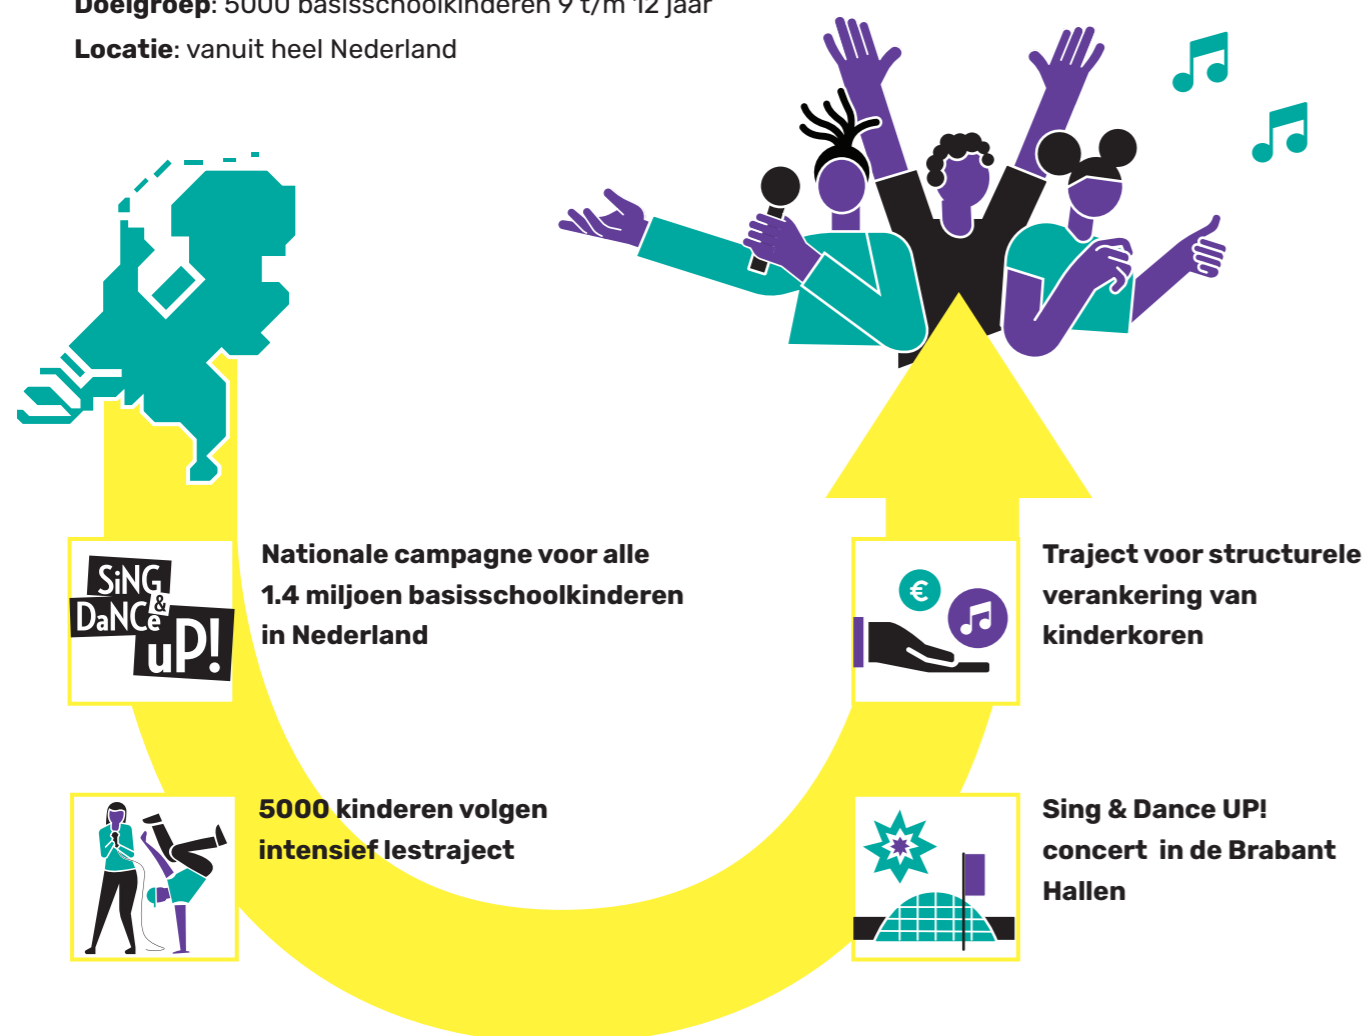 Doelgroep: 5000 basisschoolkinderen 9 t/m 12 jaar
Locatie: vanuit heel Nederland
SiNG
&
DaNCe
uP!
Nationale campagne voor alle
1.4 miljoen basisschoolkinderen
in Nederland
€
Traject voor structurele
verankering van
kinderkoren
5000 kinderen volgen
intensief lestraject
Sing & Dance UP!
concert in de Brabant
Hallen